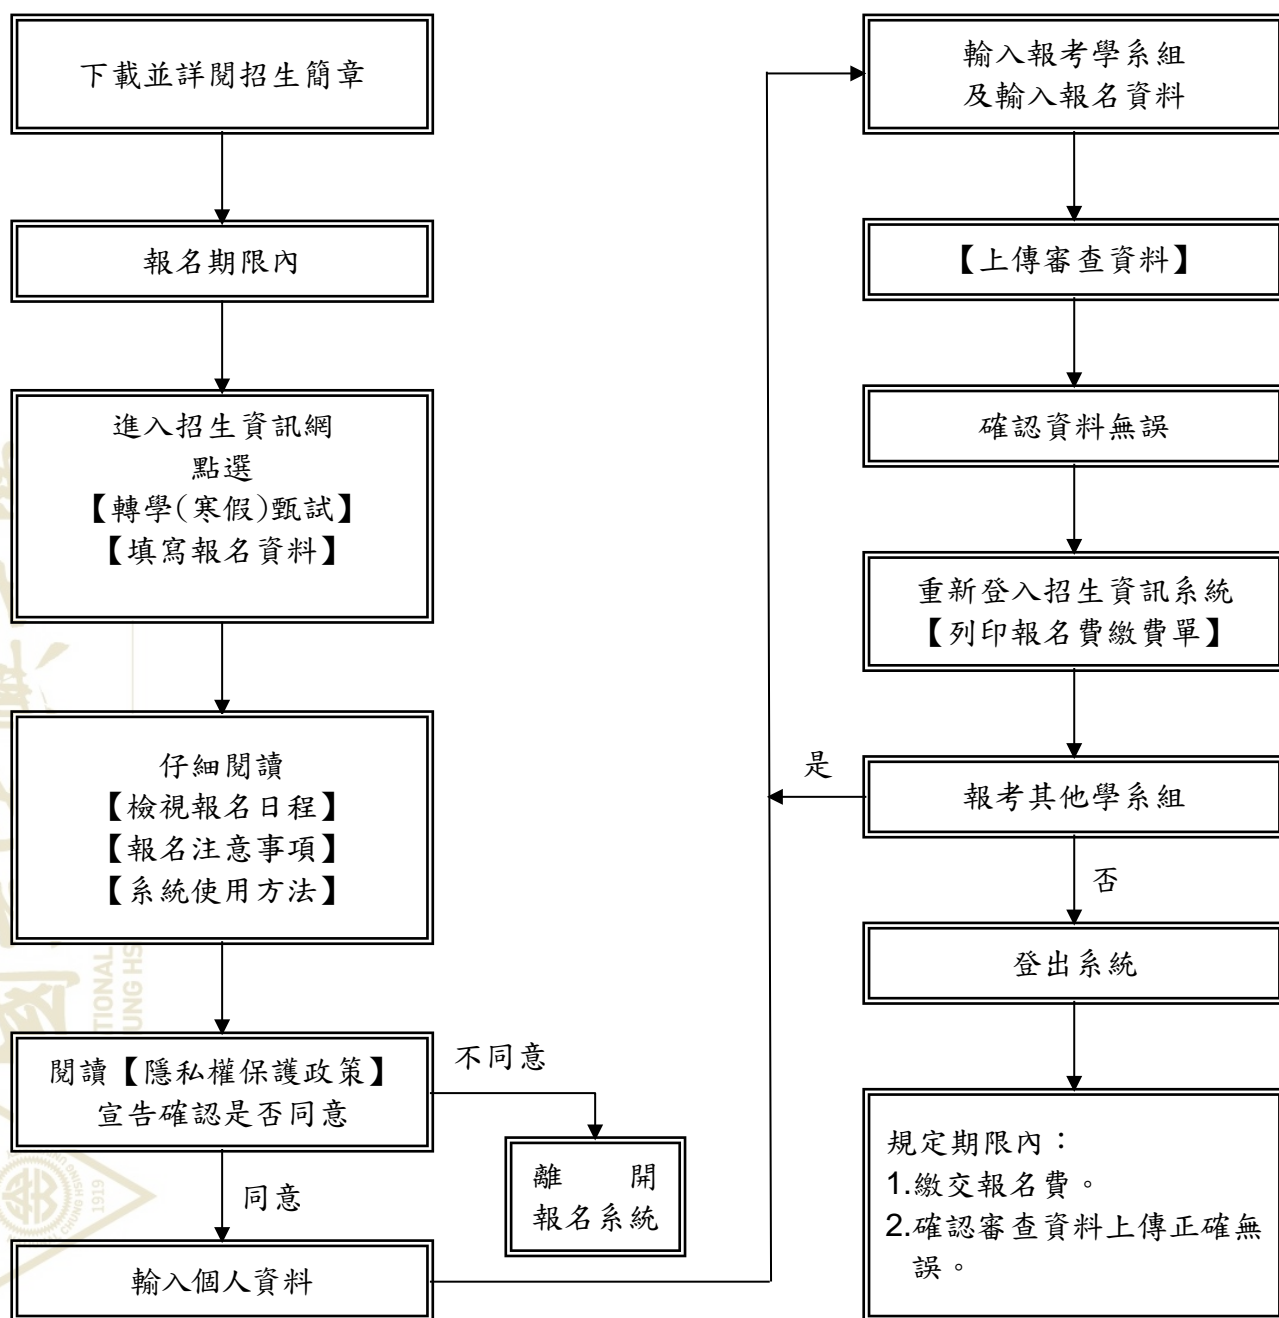 下載並詳閱招生簡章
報名期限內
進入招生資訊網
點選
【轉學(寒假)甄試】
【填寫報名資料】
仔細閱讀
【檢視報名日程】
【報名注意事項】
【系統使用方法】
閱讀【隱私權保護政策】
宣告確認是否同意
不同意
離　　開
報名系統
同意
輸入個人資料
輸入報考學系組
及輸入報名資料
【上傳審查資料】
確認資料無誤
重新登入招生資訊系統
【列印報名費繳費單】
報考其他學系組
是
否
登出系統
規定期限內：
1.繳交報名費。
2.確認審查資料上傳正確無
誤。
TIONAL
UNG HS
1919